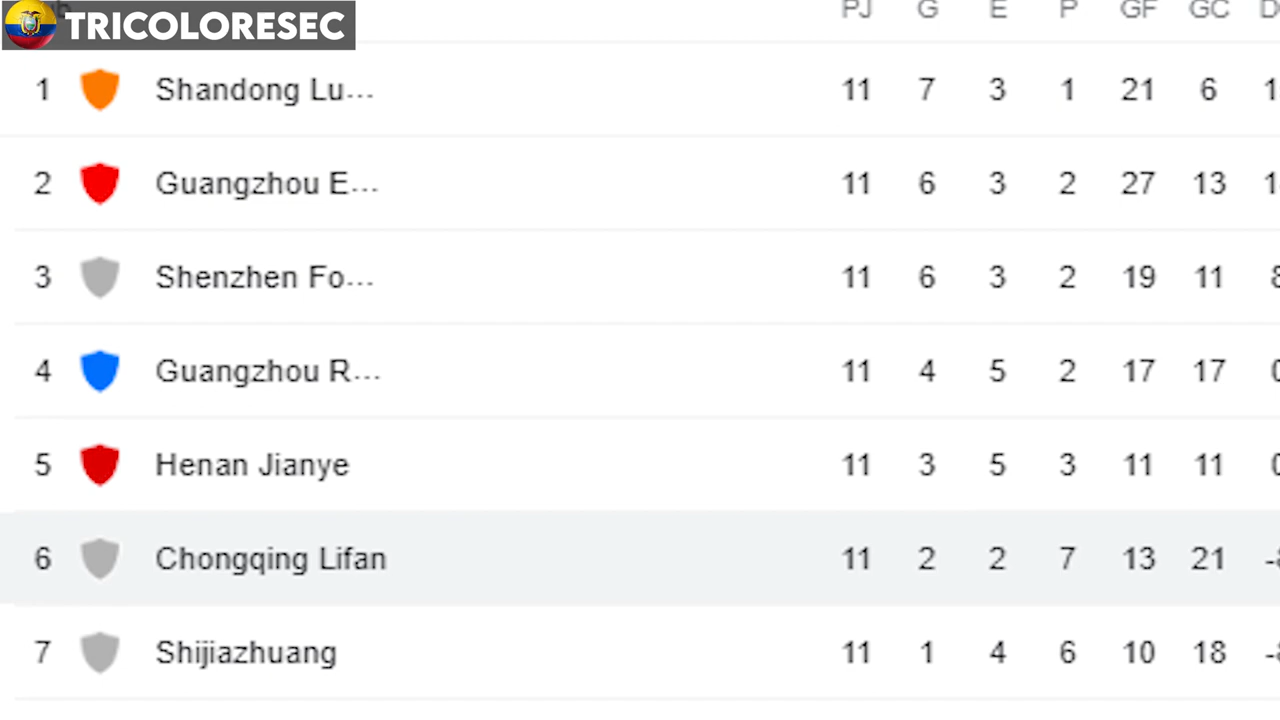 TRICOLORESEC
PJ G E P GF GC
1 Shandong Lu... 11 7 3 1 21 6
2 Guangzhou E... 11 6 3 2 27 13
3 Shenzhen Fo... 11 6 3 2 19 11
4 Guangzhou R... 11 4 5 2 17 17
5 Henan Jianye 11 3 5 3 11 11
6 Chongqing Lifan 11 2 2 7 13 21
7 Shijiazhuang 11 1 4 6 10 18